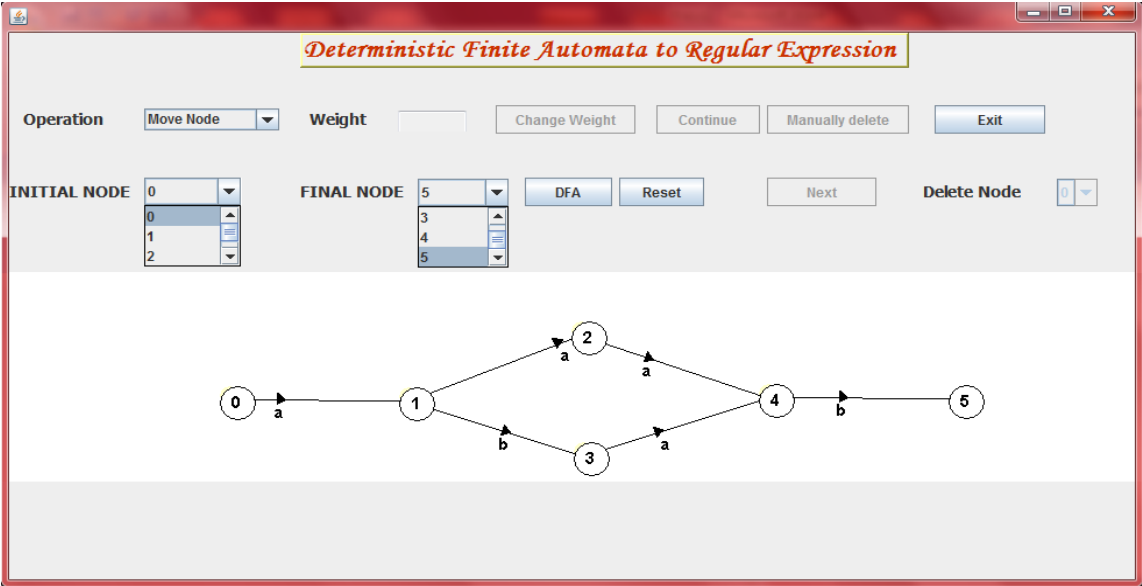 Deterministic Finite Automata to Regular Expression
Operation Move Node Weight Change Weight Continue Manually delete Exit
INITIAL NODE 0 FINAL NODE 5 DFA Reset Next Delete Node 0
0 3
1 4
2 5
2
a
a
0 a 1 4 b 5
b
a
3